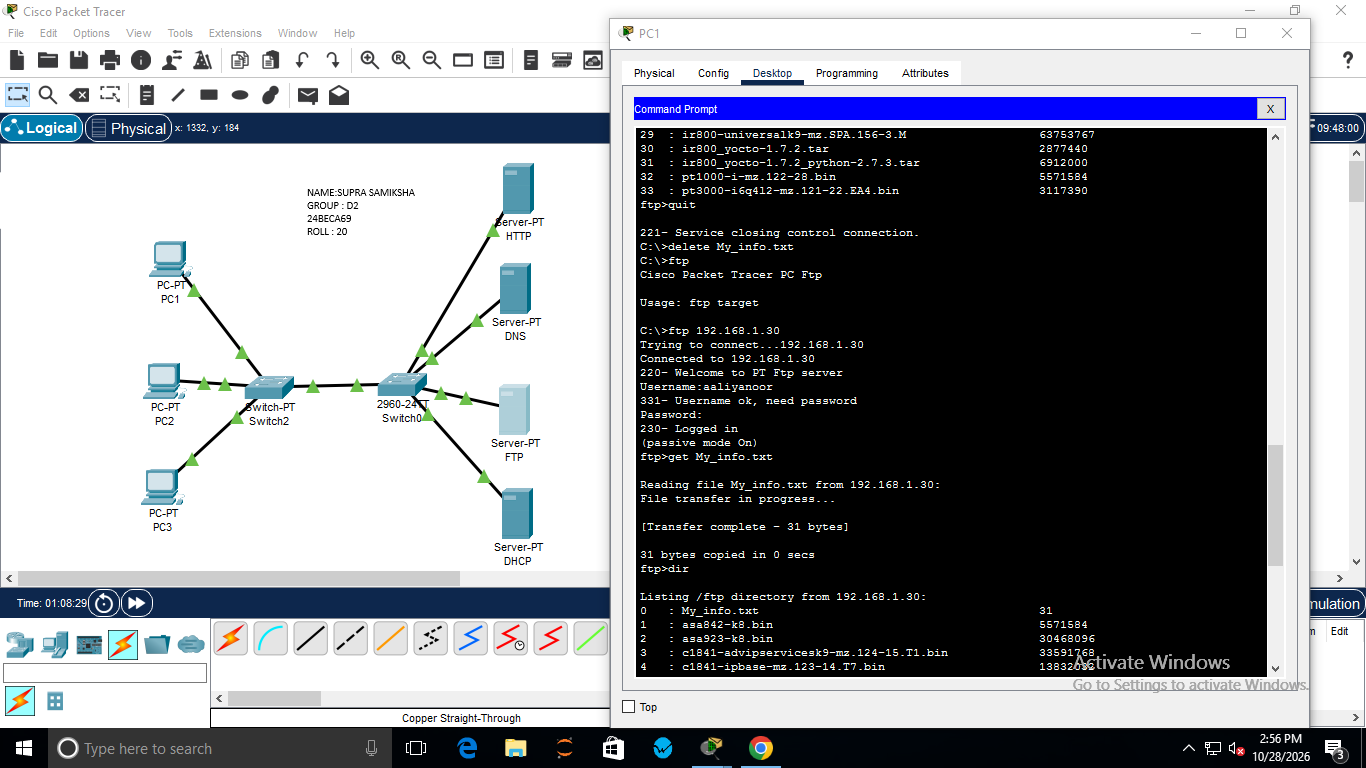 Cisco Packet Tracer
File Edit Options View Tools Extensions Window Help
Logical
Physical
x: 1332, y: 184
NAME:SUPRA SAMIKSHA
GROUP : D2
24BECA69
ROLL : 20
Server-PT
HTTP
PC-PT
PC1
Server-PT
DNS
PC-PT
PC2
Switch-PT
Switch2
2960-24TT
Switch0
Server-PT
FTP
PC-PT
PC3
Server-PT
DHCP
Time: 01:08:29
Copper Straight-Through
PC1
Physical Config Desktop Programming Attributes
Command Prompt
X
29 : ir800-universalk9-mz.SPA.156-3.M 63753767
30 : ir800_yocto-1.7.2.tar 2877440
31 : ir800_yocto-1.7.2_python-2.7.3.tar 6912000
32 : pt1000-i-mz.122-28.bin 5571584
33 : pt3000-i6q4l2-mz.121-22.EA4.bin 3117390
ftp>quit
221- Service closing control connection.
C:\>delete My_info.txt
C:\>ftp
Cisco Packet Tracer PC Ftp
Usage: ftp target
C:\>ftp 192.168.1.30
Trying to connect...192.168.1.30
Connected to 192.168.1.30
220- Welcome to PT Ftp server
Username:aaliyanoor
331- Username ok, need password
Password:
230- Logged in
(passive mode On)
ftp>get My_info.txt
Reading file My_info.txt from 192.168.1.30:
File transfer in progress...
[Transfer complete - 31 bytes]
31 bytes copied in 0 secs
ftp>dir
Listing /ftp directory from 192.168.1.30:
0 : My_info.txt 31
1 : asa842-k8.bin 5571584
2 : asa923-k8.bin 30468096
3 : c1841-advipservicesk9-mz.124-15.T1.bin 33591768
4 : c1841-ipbase-mz.123-14.T7.bin
Top
09:48:00
Edit
Activate Windows
Go to Settings to activate Windows.
Type here to search
2:56 PM
10/28/2026
3